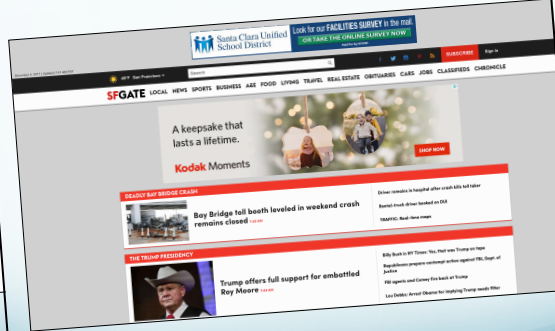 Santa Clara Unified
School District
Look for our FACILITIES SURVEY in the mail.
OR TAKE THE ONLINE SURVEY NOW
San Francisco
Search
SUBSCRIBE
Sign In
SFGATE LOCAL NEWS SPORTS BUSINESS A&E FOOD LIVING TRAVEL REAL ESTATE OBITUARIES CARS JOBS CLASSIFIEDS CHRONICLE
A keepsake that
lasts a lifetime.
Kodak Moments
SHOP NOW
DEADLY BAY BRIDGE CRASH
Bay Bridge toll booth leveled in weekend crash
remains closed
Driver remains in hospital after crash kills toll taker
Rental truck driver booked on DUI
TRAFFIC: Real-time maps
THE TRUMP PRESIDENCY
Trump offers full support for embattled
Roy Moore
Billy Bush in NY Times: Yes, that was Trump on tape
Republicans prepare contempt action against FBI, Dept. of
Justice
FBI agents and Comey fire back at Trump
Lou Dobbs: Arrest Obama for implying Trump needs filter